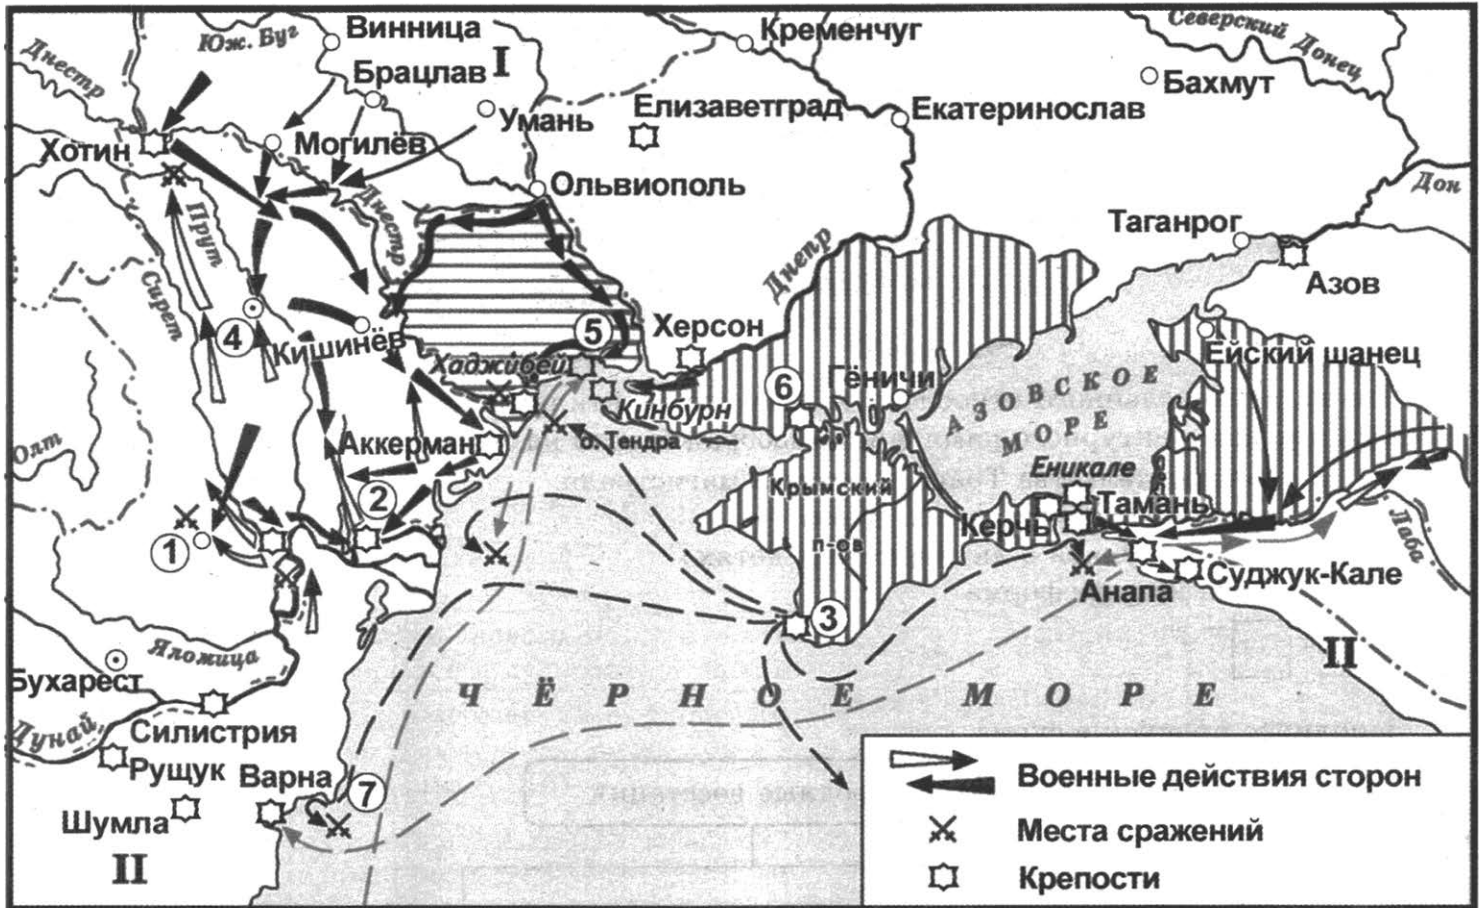 Днестр
Юж. Буг
Винница
I
Брацлав
Кременчуг
Северский Донец
Бахмут
Умань
Елизаветград
Екатеринослав
Хотин
Могилёв
Днестр
Ольвиополь
Дон
Прут
Таганрог
Сирет
Днепр
Азов
4
Кишинёв
5
Херсон
Ейский шанец
Хаджибей
6
Гёничи
Кинбурн
АЗОВСКОЕ
МОРЕ
Олт
Аккерман
о. Тендра
Еникале
Крымский
п-ов
2
Тамань
Керчь
Лаба
1
Суджук-Кале
Анапа
3
II
Яломица
Бухарест
ЧЁРНОЕ МОРЕ
Дунай
Силистрия
Рущук
Варна
7
Шумла
II
Военные действия сторон
Места сражений
Крепости